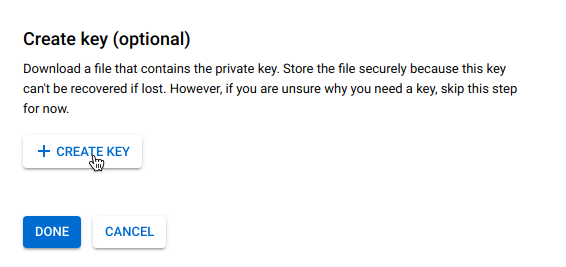 Create key (optional)
Download a file that contains the private key. Store the file securely because this key
can't be recovered if lost. However, if you are unsure why you need a key, skip this step
for now.
+ CREATE KEY
DONE CANCEL